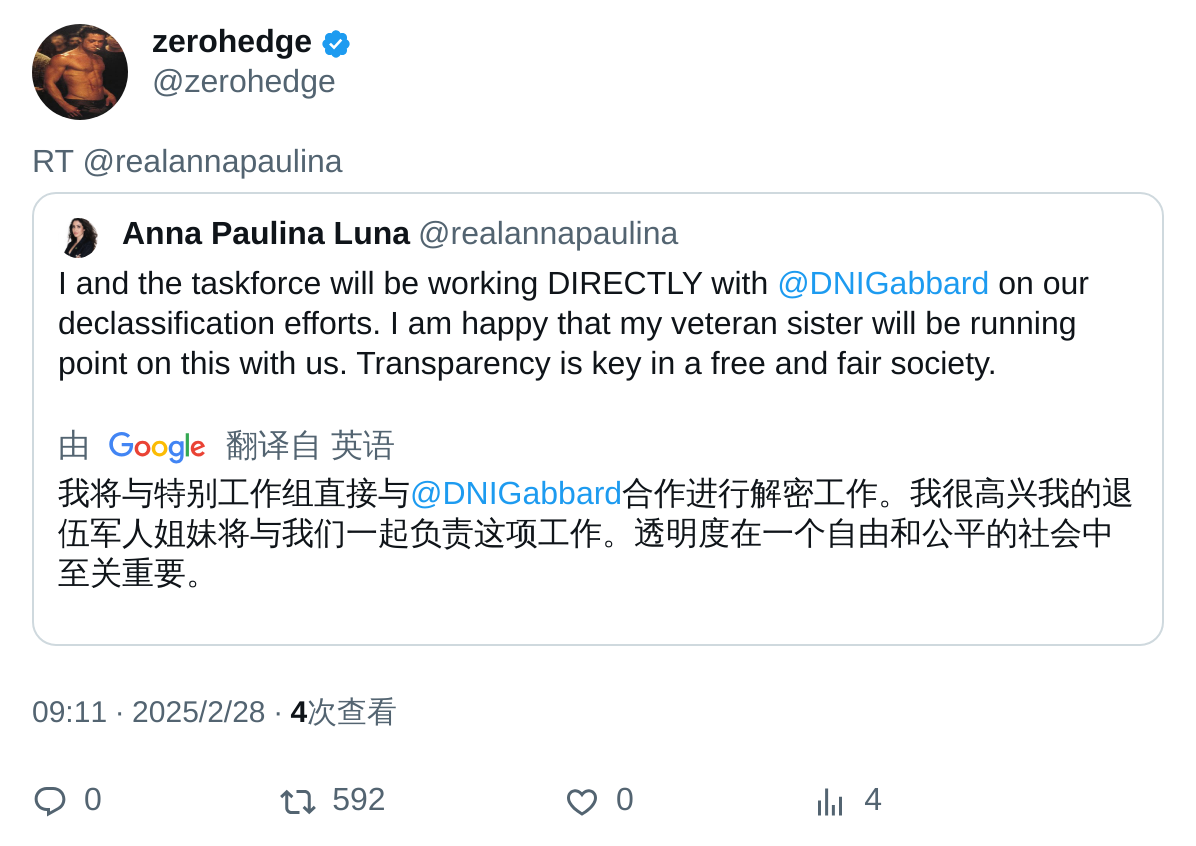 zerohedge
@zerohedge
RT @realannapaulina
Anna Paulina Luna @realannapaulina
I and the taskforce will be working DIRECTLY with @DNIGabbard on our
declassification efforts. I am happy that my veteran sister will be running
point on this with us. Transparency is key in a free and fair society.
由 Google 翻译自 英语
我将与特别工作组直接与@DNIGabbard合作进行解密工作。我很高兴我的退
伍军人姐妹将与我们一起负责这项工作。透明度在一个自由和公平的社会中
至关重要。
09:11 · 2025/2/28 · 4次查看
0 592 0 4